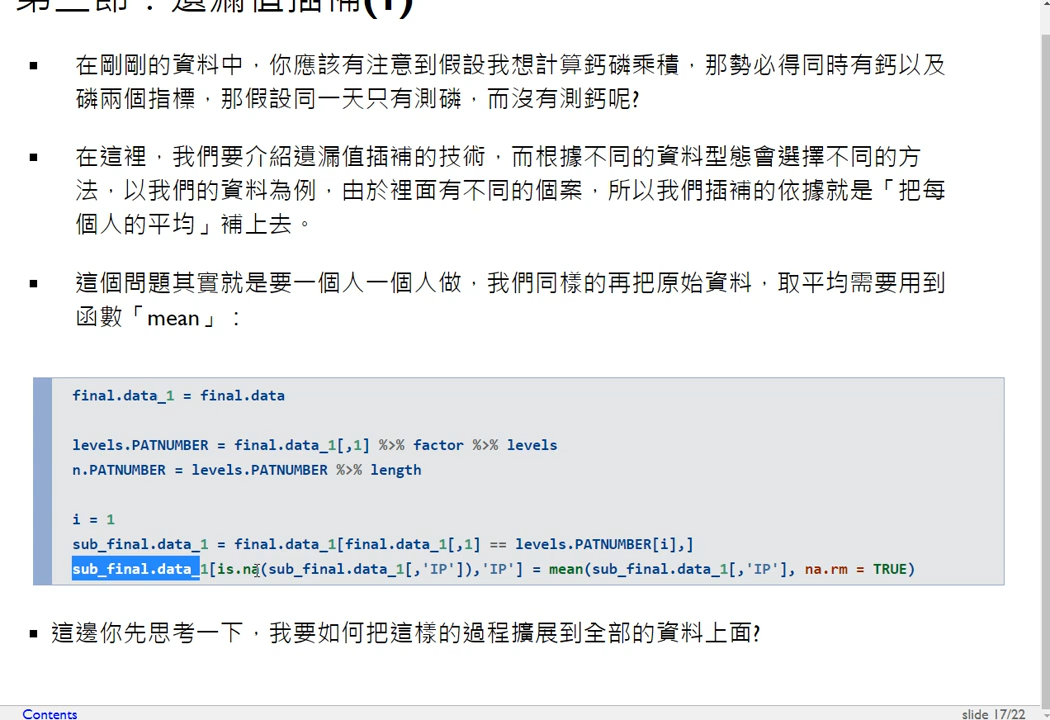 第三節：遺漏值插補(1)
▪ 在剛剛的資料中，你應該有注意到假設我想計算鈣磷乘積，那勢必得同時有鈣以及
磷兩個指標，那假設同一天只有測磷，而沒有測鈣呢?
▪ 在這裡，我們要介紹遺漏值插補的技術，而根據不同的資料型態會選擇不同的方
法，以我們的資料為例，由於裡面有不同的個案，所以我們插補的依據就是「把每
個人的平均」補上去。
▪ 這個問題其實就是要一個人一個人做，我們同樣的再把原始資料，取平均需要用到
函數「mean」：
final.data_1 = final.data
levels.PATNUMBER = final.data_1[,1] %>% factor %>% levels
n.PATNUMBER = levels.PATNUMBER %>% length
i = 1
sub_final.data_1 = final.data_1[final.data_1[,1] == levels.PATNUMBER[i],]
sub_final.data_1[is.na(sub_final.data_1[,'IP']),'IP'] = mean(sub_final.data_1[,'IP'], na.rm = TRUE)
▪ 這邊你先思考一下，我要如何把這樣的過程擴展到全部的資料上面?
Contents
slide 17/22